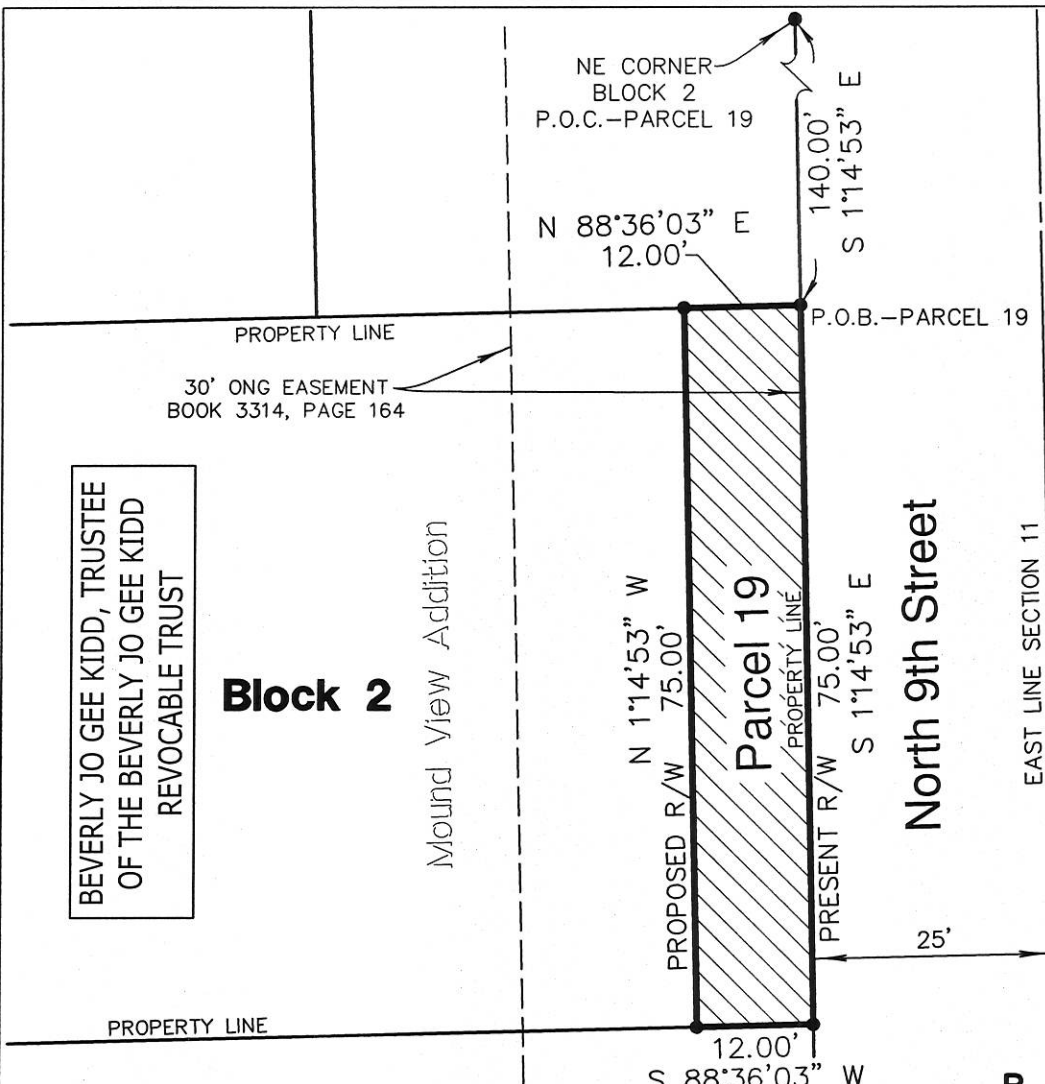 NE CORNER
BLOCK 2
P.O.C.-PARCEL 19
140.00'
S 1°14'53" E
N 88°36'03" E
12.00'
P.O.B.-PARCEL 19
PROPERTY LINE
30' ONG EASEMENT
BOOK 3314, PAGE 164
BEVERLY JO GEE KIDD, TRUSTEE
OF THE BEVERLY JO GEE KIDD
REVOCABLE TRUST
Block 2
Mound View Addition
N 1°14'53" W
75.00'
PROPOSED R/W
Parcel 19
PROPERTY LINE
PRESENT R/W
75.00'
S 1°14'53" E
North 9th Street
EAST LINE SECTION 11
25'
PROPERTY LINE
12.00'
S 88°36'03" W